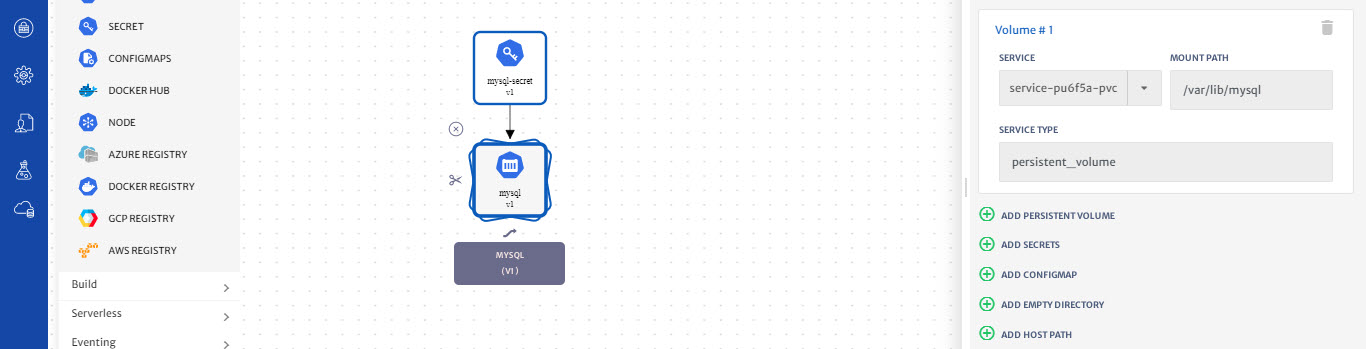 SECRET
CONFIGMAPS
DOCKER HUB
NODE
AZURE REGISTRY
DOCKER REGISTRY
GCP REGISTRY
AWS REGISTRY
Build
Serverless
Eventing
mysql-secret
v1
mysql
v1
MYSQL
(V1)
Volume # 1
SERVICE
MOUNT PATH
service-pu6f5a-pvc
/var/lib/mysql
SERVICE TYPE
persistent_volume
ADD PERSISTENT VOLUME
ADD SECRETS
ADD CONFIGMAP
ADD EMPTY DIRECTORY
ADD HOST PATH